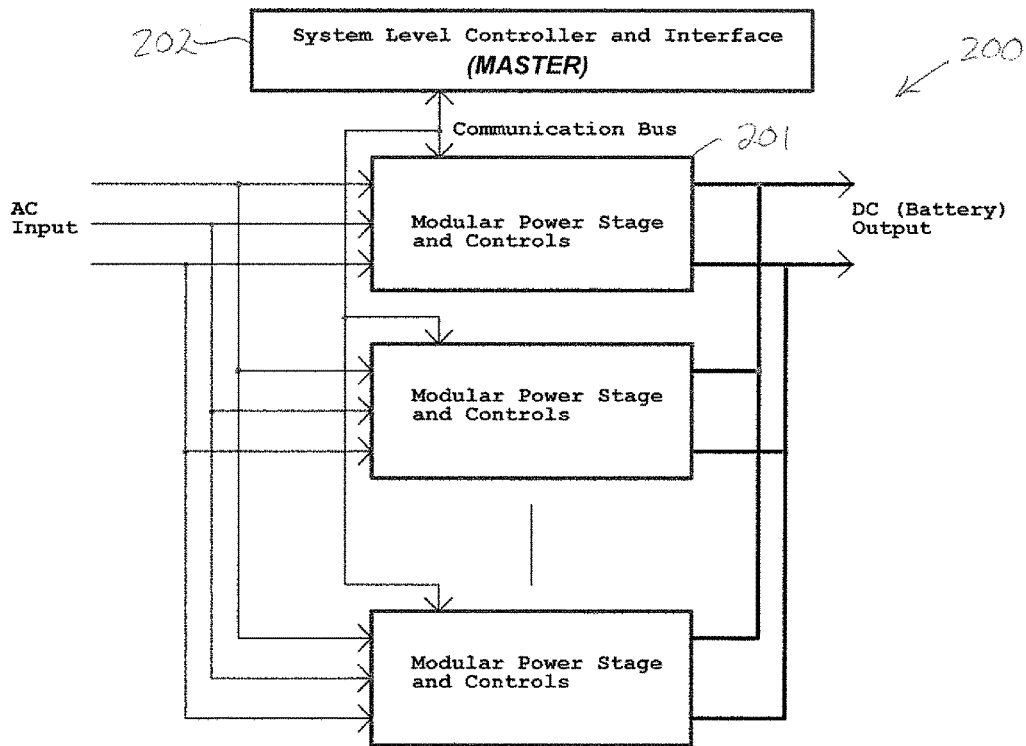 202
System Level Controller and Interface
(MASTER)
200
Communication Bus
201
AC
Input
Modular Power Stage
and Controls
DC (Battery)
Output
Modular Power Stage
and Controls
Modular Power Stage
and Controls